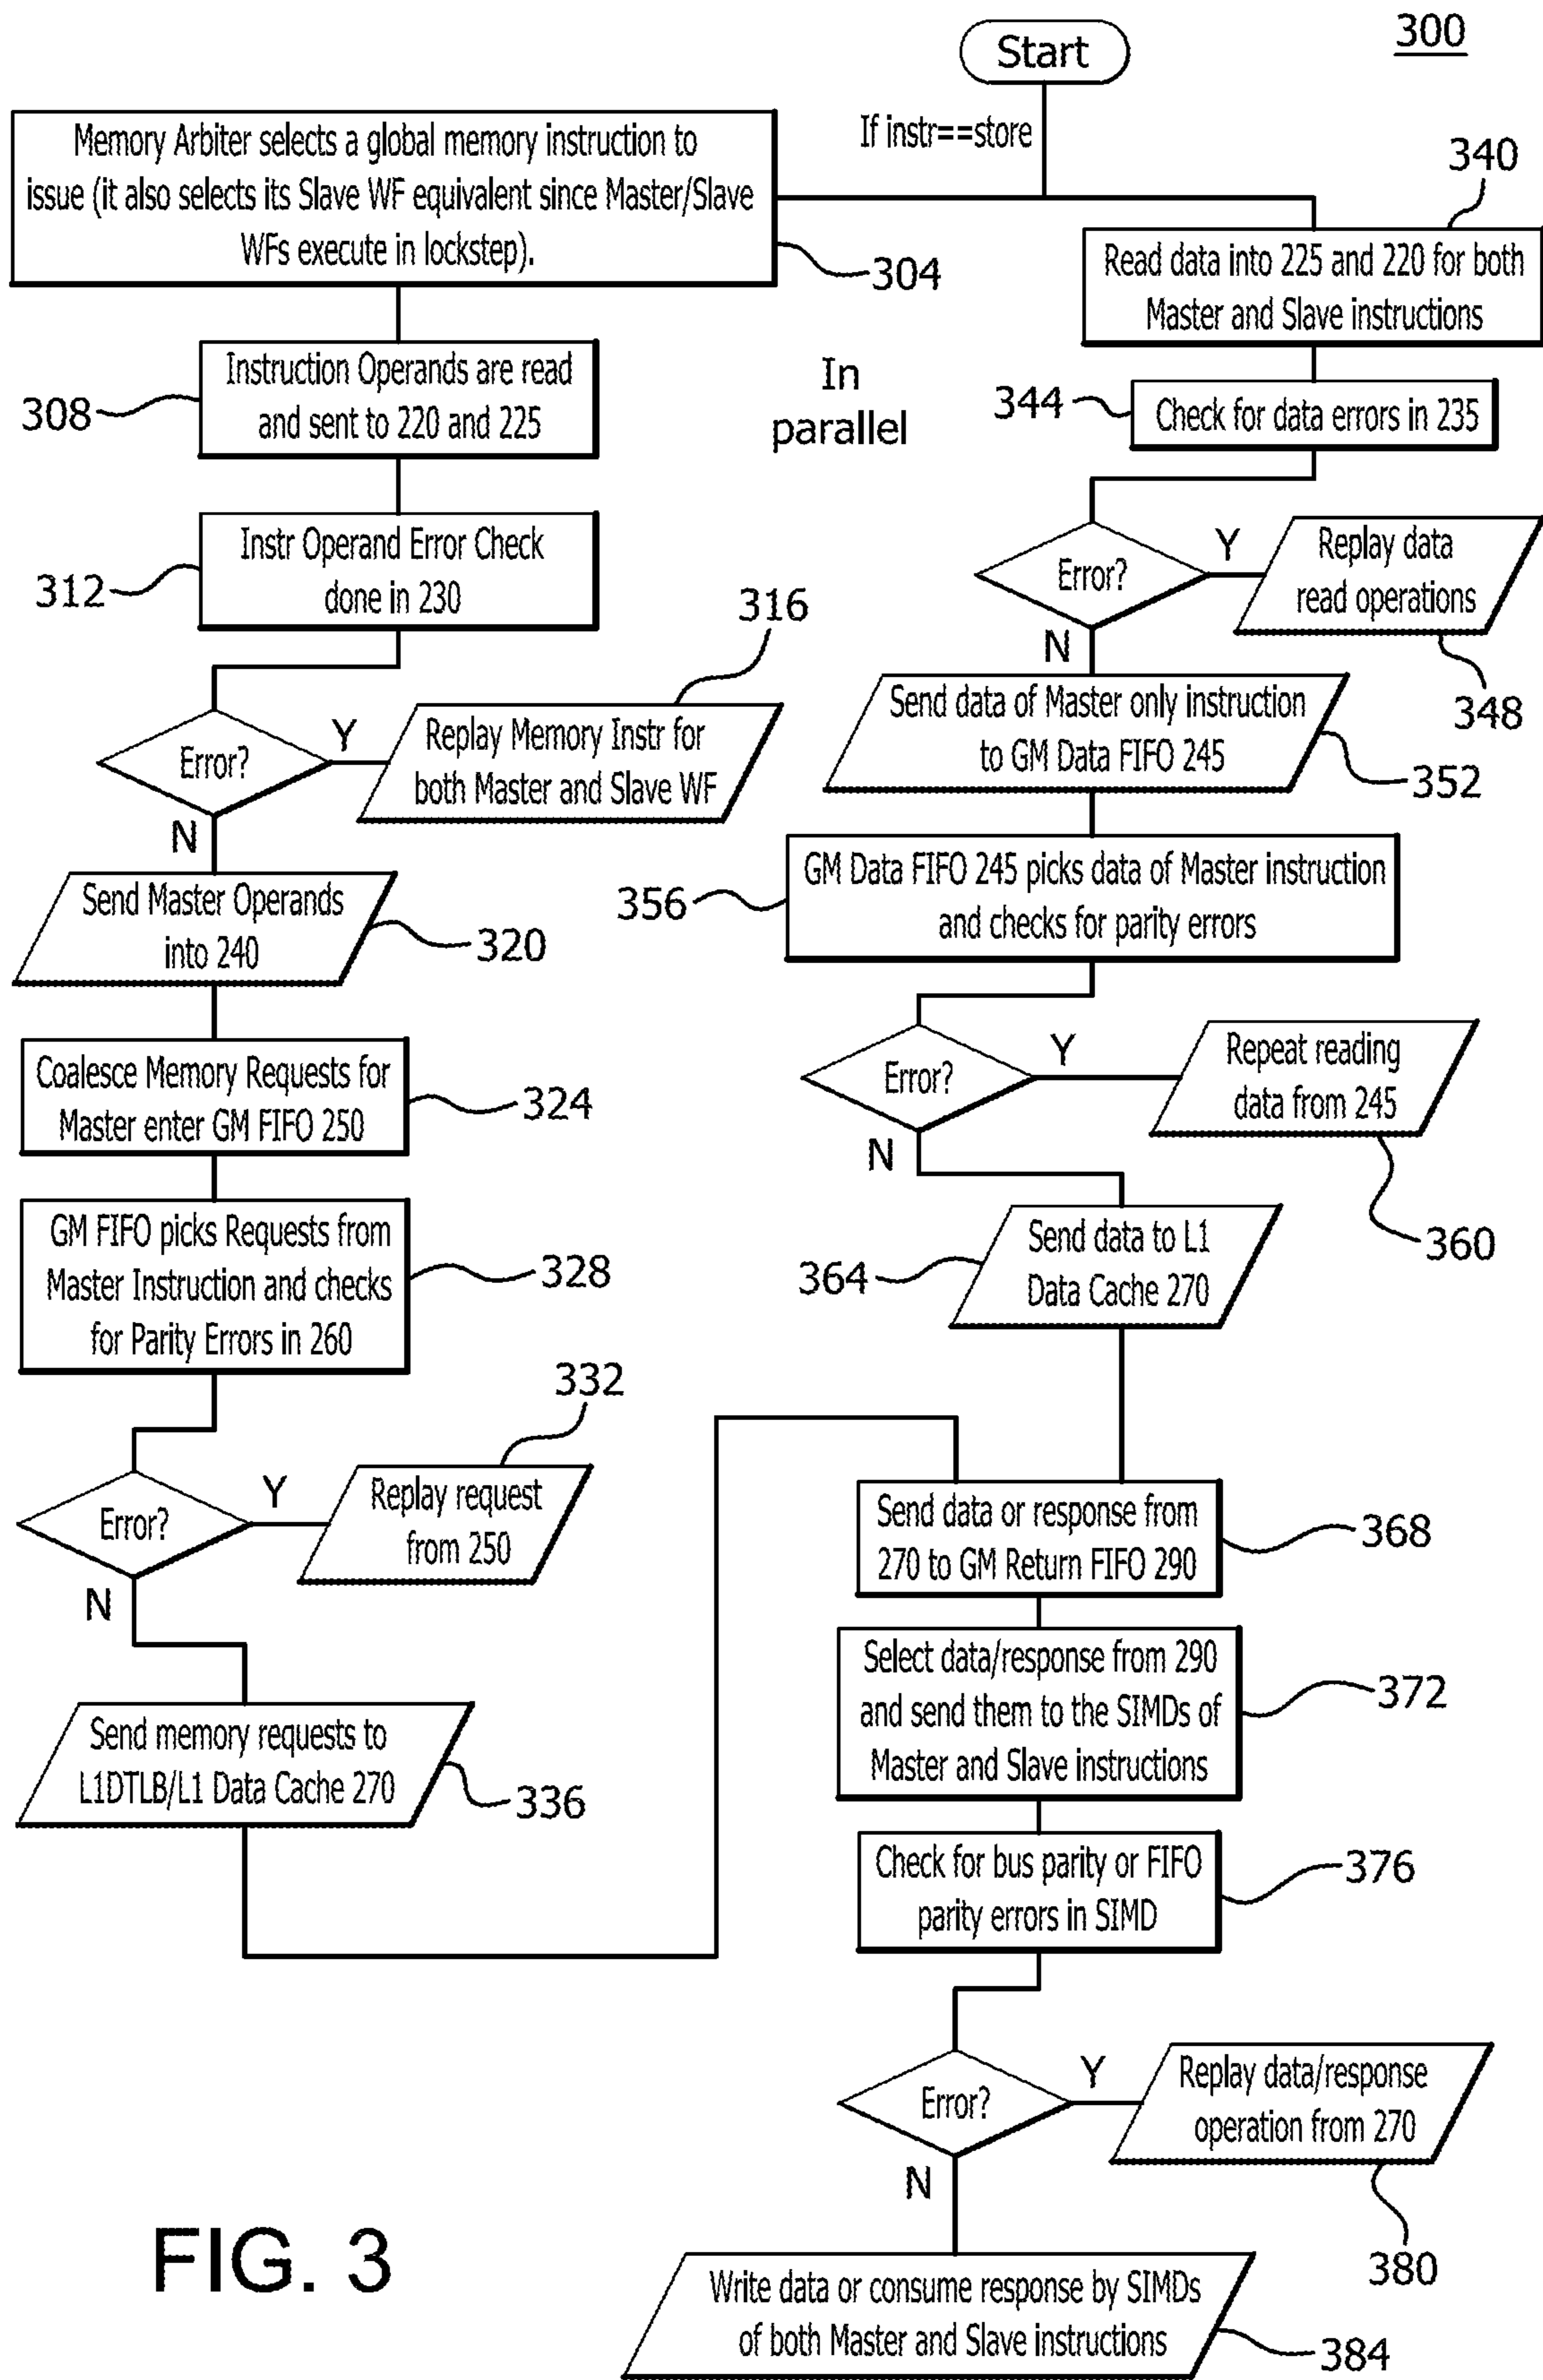 300
Start
If instr==store
Memory Arbiter selects a global memory instruction to
issue (it also selects its Slave WF equivalent since Master/Slave
WFs execute in lockstep).
304
Instruction Operands are read
and sent to 220 and 225
308
Instr Operand Error Check
done in 230
312
Error?
Y
N
Replay Memory Instr for
both Master and Slave WF
316
Send Master Operands
into 240
320
Coalesce Memory Requests for
Master enter GM FIFO 250
324
GM FIFO picks Requests from
Master Instruction and checks
for Parity Errors in 260
328
Error?
Y
N
Replay request
from 250
332
Send memory requests to
L1DTLB/L1 Data Cache 270
336
In
parallel
340
Read data into 225 and 220 for both
Master and Slave instructions
344
Check for data errors in 235
Error?
Y
N
Replay data
read operations
348
Send data of Master only instruction
to GM Data FIFO 245
352
GM Data FIFO 245 picks data of Master instruction
and checks for parity errors
356
Error?
Y
N
Repeat reading
data from 245
360
Send data to L1
Data Cache 270
364
Send data or response from
270 to GM Return FIFO 290
368
Select data/response from 290
and send them to the SIMDs of
Master and Slave instructions
372
Check for bus parity or FIFO
parity errors in SIMD
376
Error?
Y
N
Replay data/response
operation from 270
380
Write data or consume response by SIMDs
of both Master and Slave instructions
384
FIG. 3